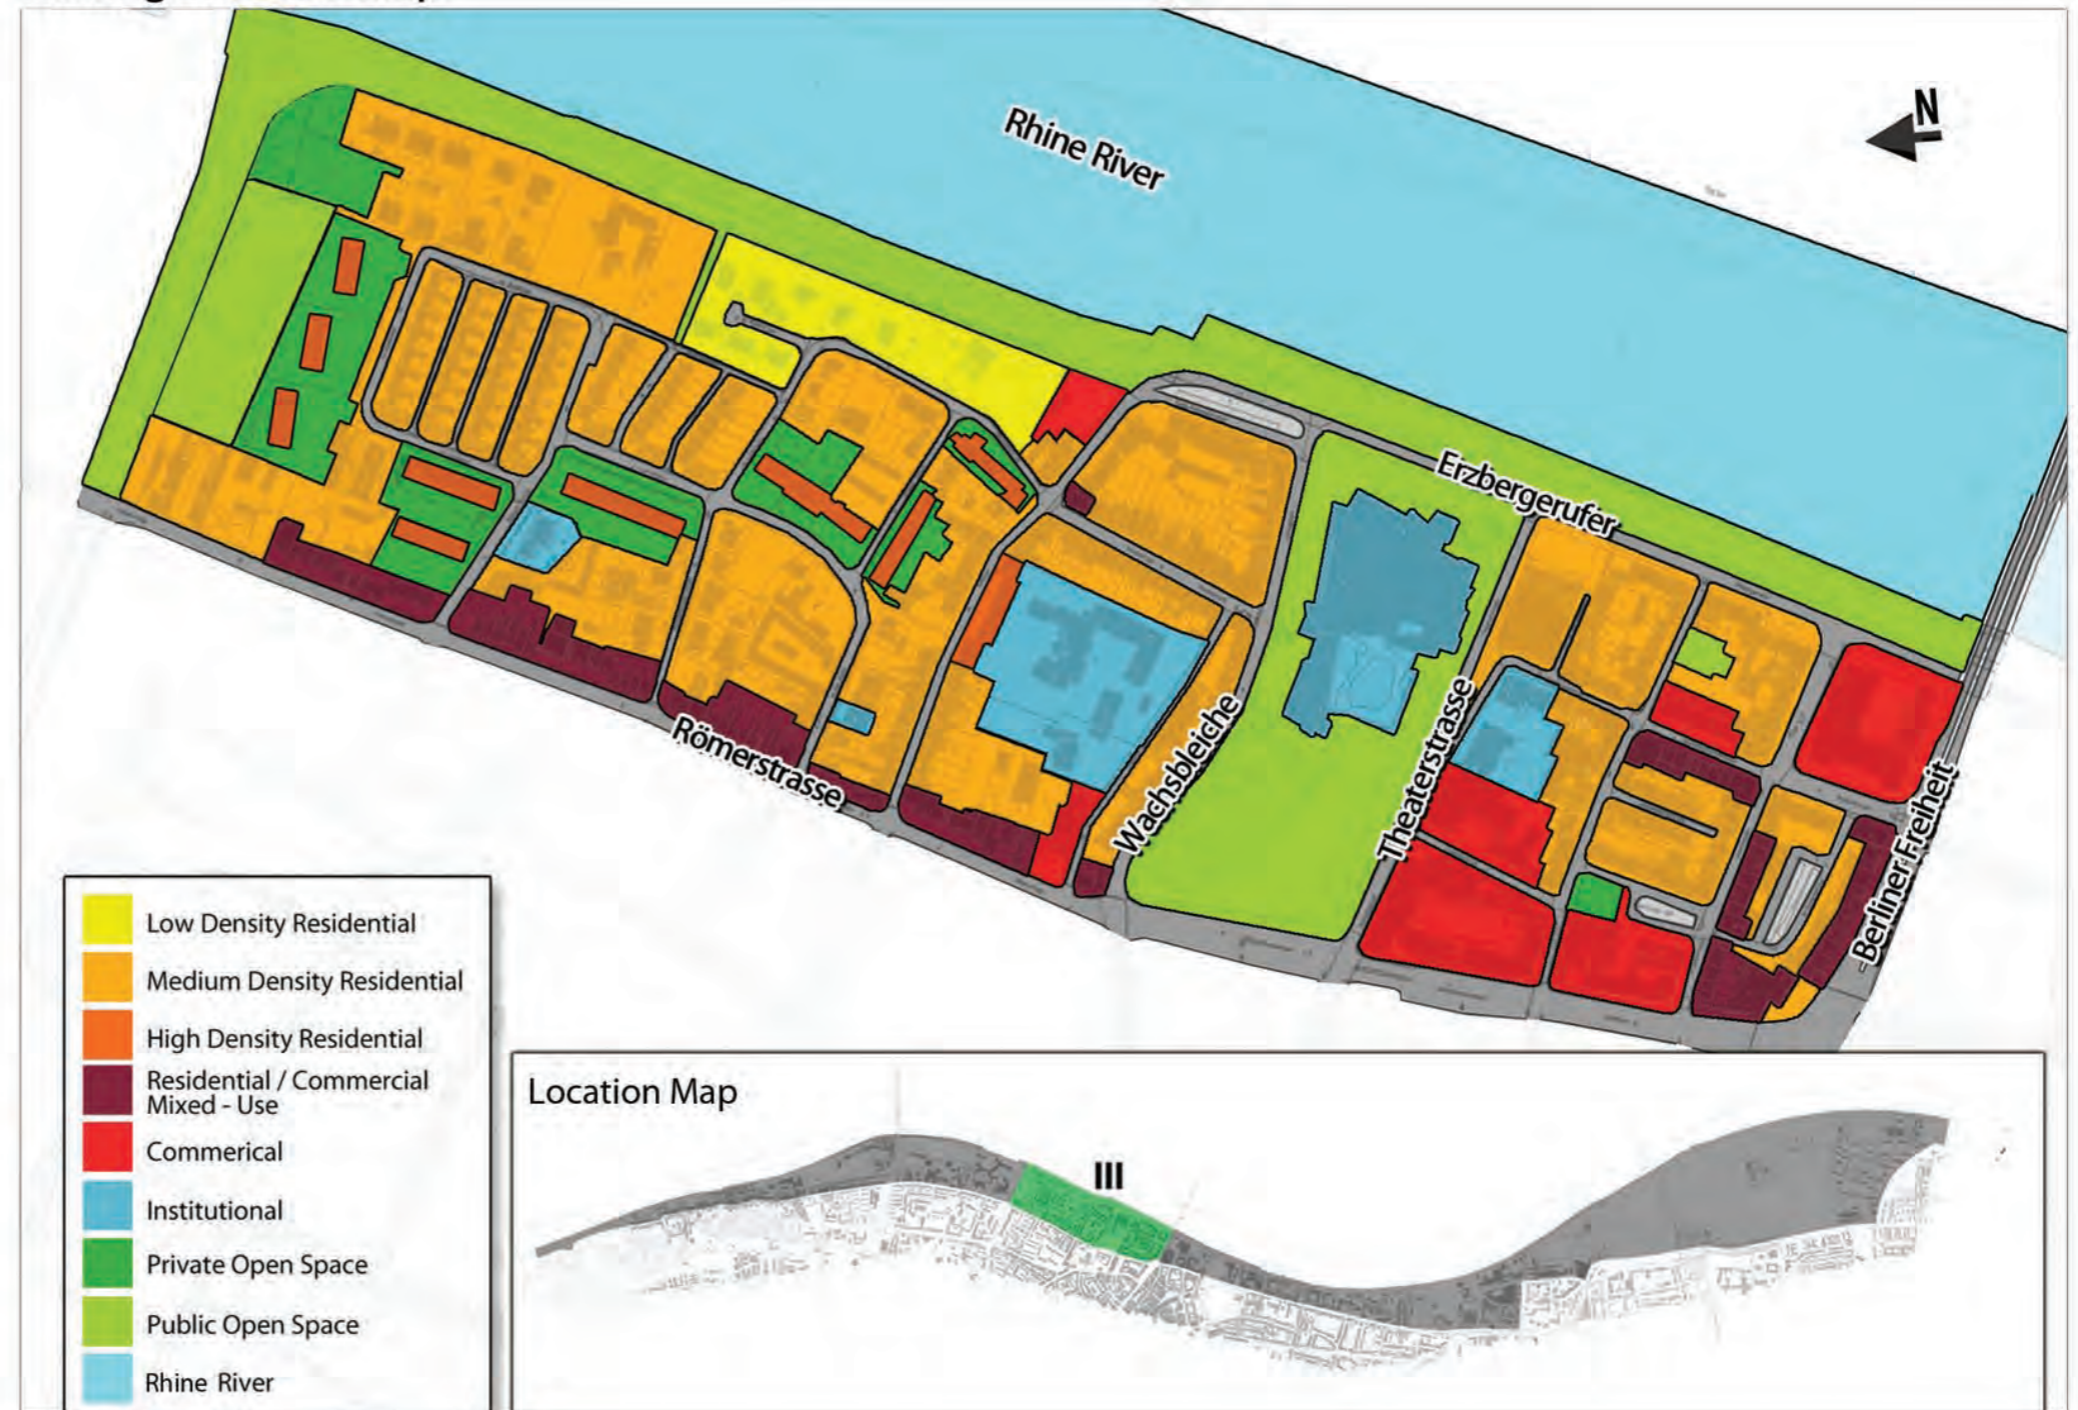 Rhine River
N
Erzbergerufer
Römerstrasse
Wachsbleiche
Theaterstrasse
Berliner Freiheit
Low Density Residential
Medium Density Residential
High Density Residential
Residential / Commercial
Mixed - Use
Commerical
Institutional
Private Open Space
Public Open Space
Rhine River
Location Map
III